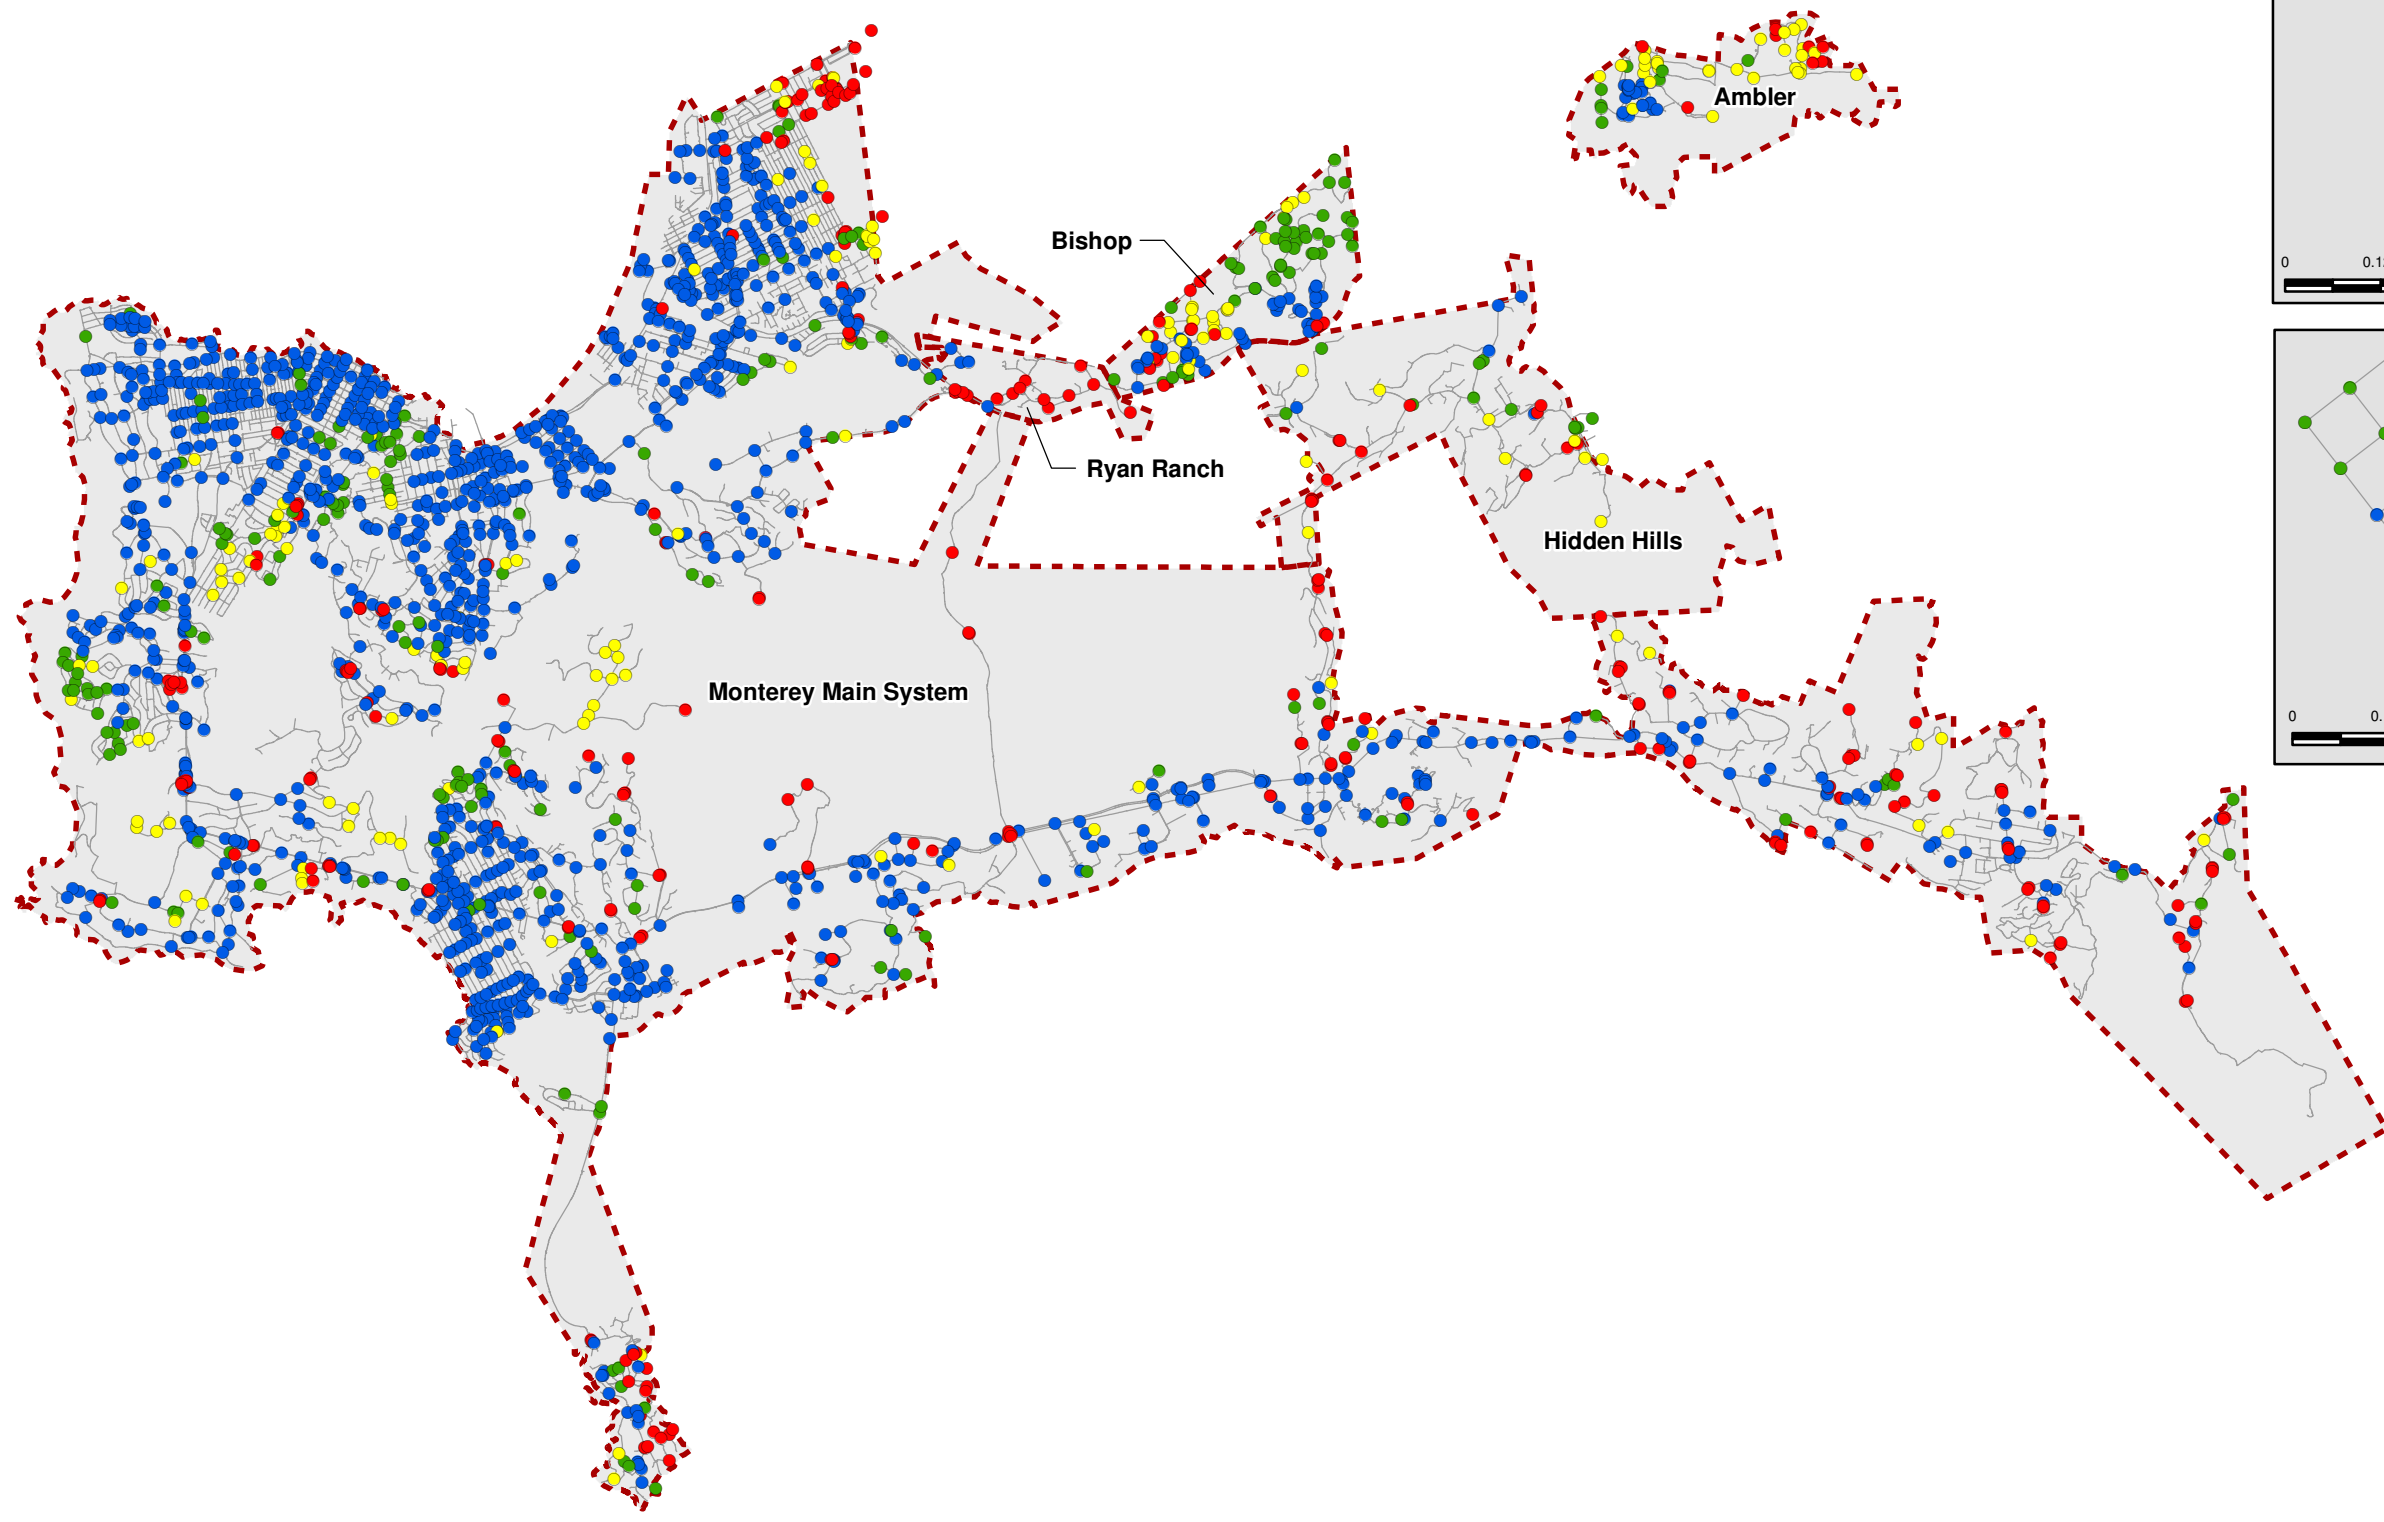 Ambler
Bishop
Ryan Ranch
Hidden Hills
Monterey Main System
0
0